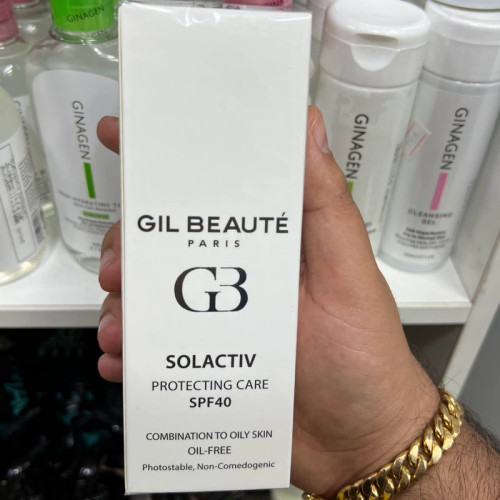 GINAGEN
GINAGEN
GINAGEN
GINAGEN
CLEANSING
GEL
GIL BEAUTÉ
PARIS
GB
SOLACTIV
PROTECTING CARE
SPF40
COMBINATION TO OILY SKIN
OIL-FREE
Photostable, Non-Comedogenic